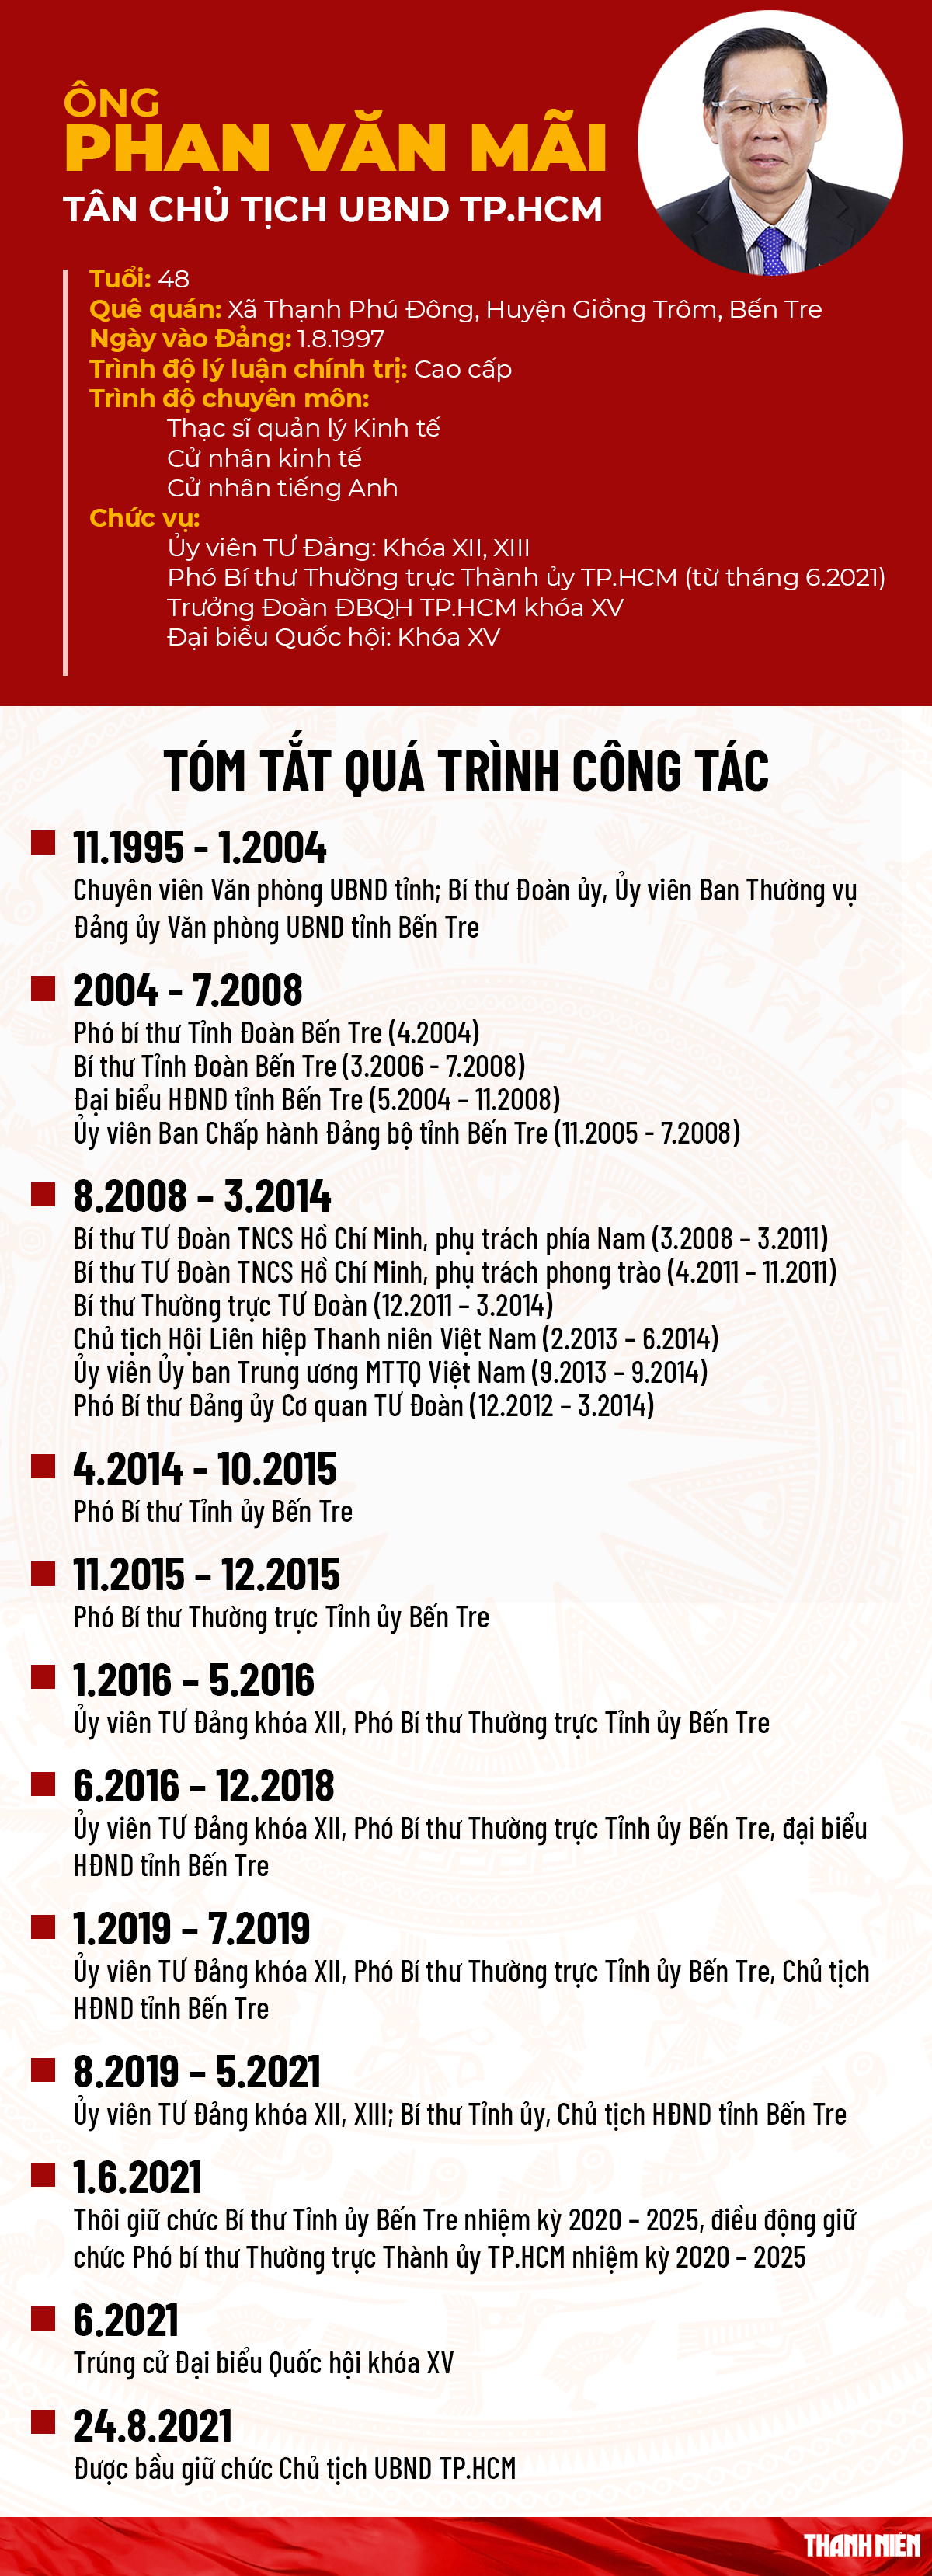 ÔNG
PHAN VĂN MÃI
TÂN CHỦ TỊCH UBND TP.HCM
Tuổi: 48
Quê quán: Xã Thạnh Phú Đông, Huyện Giồng Trôm, Bến Tre
Ngày vào Đảng: 1.8.1997
Trình độ lý luận chính trị: Cao cấp
Trình độ chuyên môn:
Thạc sĩ quản lý Kinh tế
Cử nhân kinh tế
Cử nhân tiếng Anh
Chức vụ:
Ủy viên TƯ Đảng: Khóa XII, XIII
Phó Bí thư Thường trực Thành ủy TP.HCM (từ tháng 6.2021)
Trưởng Đoàn ĐBQH TP.HCM khóa XV
Đại biểu Quốc hội: Khóa XV
TÓM TẮT QUÁ TRÌNH CÔNG TÁC
11.1995 - 1.2004
Chuyên viên Văn phòng UBND tỉnh; Bí thư Đoàn ủy, Ủy viên Ban Thường vụ
Đảng ủy Văn phòng UBND tỉnh Bến Tre
2004 - 7.2008
Phó bí thư Tỉnh Đoàn Bến Tre (4.2004)
Bí thư Tỉnh Đoàn Bến Tre (3.2006 - 7.2008)
Đại biểu HĐND tỉnh Bến Tre (5.2004 – 11.2008)
Ủy viên Ban Chấp hành Đảng bộ tỉnh Bến Tre (11.2005 - 7.2008)
8.2008 – 3.2014
Bí thư TƯ Đoàn TNCS Hồ Chí Minh, phụ trách phía Nam (3.2008 – 3.2011)
Bí thư TƯ Đoàn TNCS Hồ Chí Minh, phụ trách phong trào (4.2011 – 11.2011)
Bí thư Thường trực TƯ Đoàn (12.2011 – 3.2014)
Chủ tịch Hội Liên hiệp Thanh niên Việt Nam (2.2013 – 6.2014)
Ủy viên Ủy ban Trung ương MTTQ Việt Nam (9.2013 – 9.2014)
Phó Bí thư Đảng ủy Cơ quan TƯ Đoàn (12.2012 – 3.2014)
4.2014 - 10.2015
Phó Bí thư Tỉnh ủy Bến Tre
11.2015 – 12.2015
Phó Bí thư Thường trực Tỉnh ủy Bến Tre
1.2016 – 5.2016
Ủy viên TƯ Đảng khóa XII, Phó Bí thư Thường trực Tỉnh ủy Bến Tre
6.2016 – 12.2018
Ủy viên TƯ Đảng khóa XII, Phó Bí thư Thường trực Tỉnh ủy Bến Tre, đại biểu
HĐND tỉnh Bến Tre
1.2019 – 7.2019
Ủy viên TƯ Đảng khóa XII, Phó Bí thư Thường trực Tỉnh ủy Bến Tre, Chủ tịch
HĐND tỉnh Bến Tre
8.2019 – 5.2021
Ủy viên TƯ Đảng khóa XII, XIII; Bí thư Tỉnh ủy, Chủ tịch HĐND tỉnh Bến Tre
1.6.2021
Thôi giữ chức Bí thư Tỉnh ủy Bến Tre nhiệm kỳ 2020 – 2025, điều động giữ
chức Phó bí thư Thường trực Thành ủy TP.HCM nhiệm kỳ 2020 – 2025
6.2021
Trúng cử Đại biểu Quốc hội khóa XV
24.8.2021
Được bầu giữ chức Chủ tịch UBND TP.HCM
THANH NIÊN